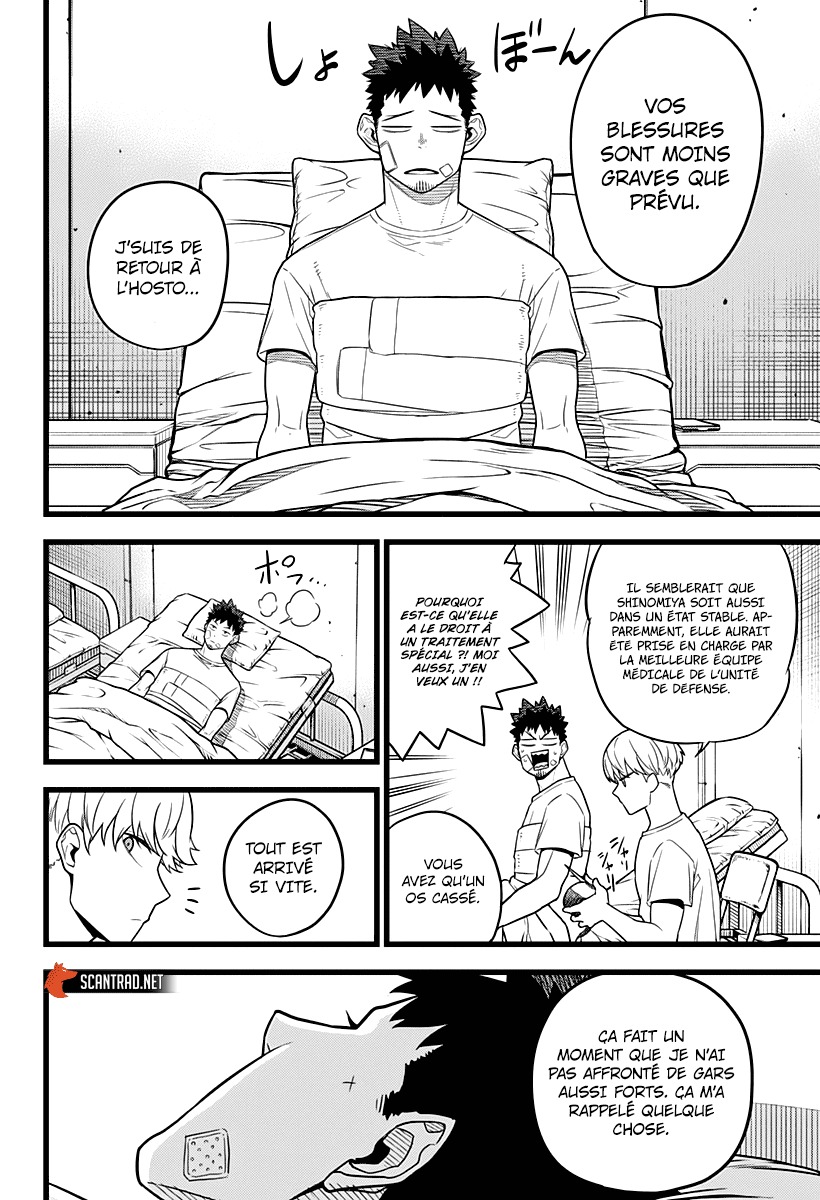 しょ
ぼーん
VOS
BLESSURES
SONT MOINS
GRAVES QUE
PRÉVU.
J'SUIS DE
RETOUR À
L'HOSTO...
IL SEMBLERAIT QUE
SHINOMIYA SOIT AUSSI
DANS UN ÉTAT STABLE. AP-
PAREMMENT, ELLE AURAIT
ÉTÉ PRISE EN CHARGE PAR
LA MEILLEURE ÉQUIPE
MÉDICALE DE L'UNITÉ
DE DÉFENSE.
POURQUOI
EST-CE QU'ELLE
A LE DROIT À
UN TRAITEMENT
SPÉCIAL ?! MOI
AUSSI, J'EN
VEUX UN !!
VOUS
AVEZ QU'UN
OS CASSÉ.
ポッ...
TOUT EST
ARRIVÉ
SI VITE.
SCANTRAD.NET
ÇA FAIT UN
MOMENT QUE JE N'AI
PAS AFFRONTÉ DE GARS
AUSSI FORTS. ÇA M'A
RAPPELÉ QUELQUE
CHOSE.